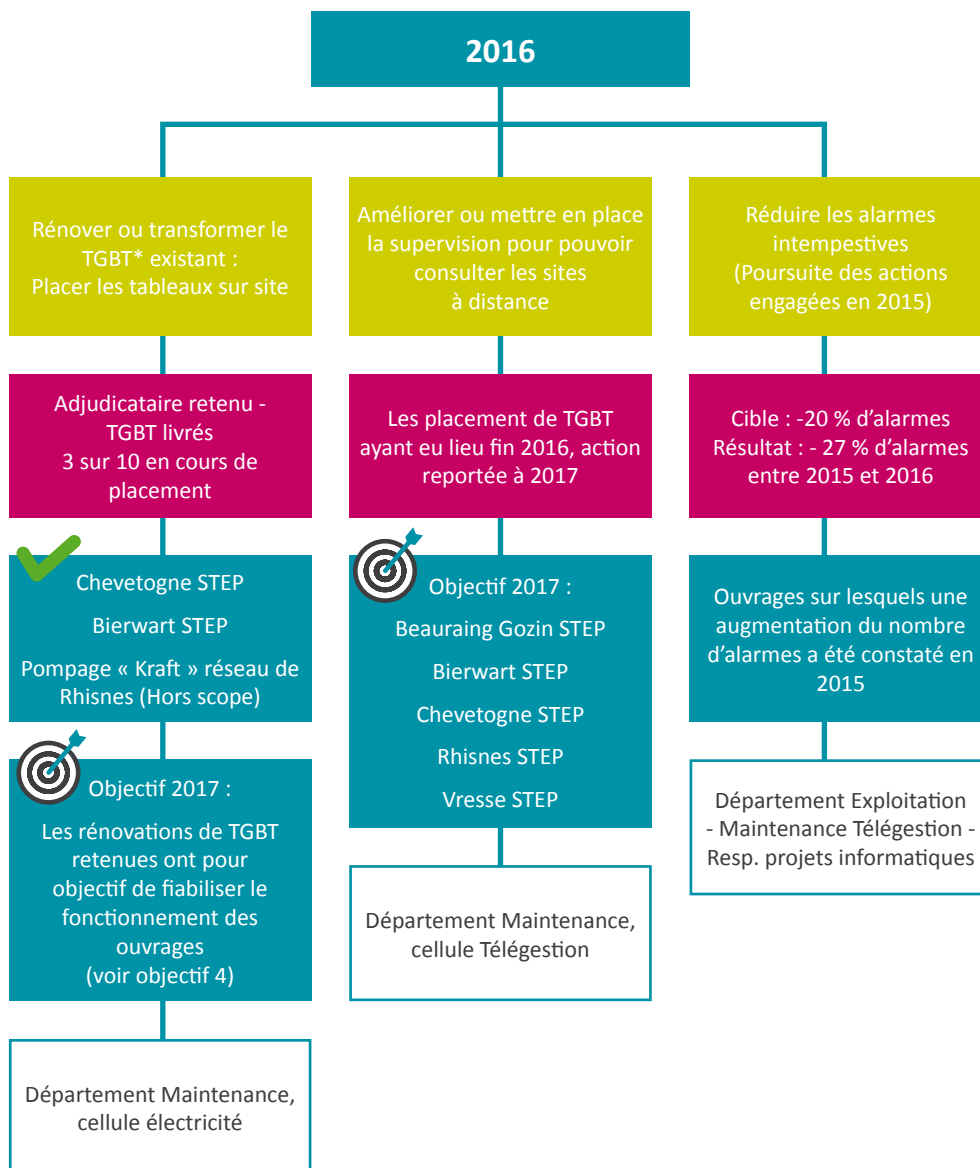 2016
Rénover ou transformer le
TGBT* existant :
Placer les tableaux sur site
Adjudicataire retenu -
TGBT livrés
3 sur 10 en cours de
placement
Chevetogne STEP
Bierwart STEP
Pompage « Kraft » réseau de
Rhisnes (Hors scope)
Objectif 2017 :
Les rénovations de TGBT
retenues ont pour
objectif de fiabiliser le
fonctionnement des
ouvrages
(voir objectif 4)
Département Maintenance,
cellule électricité
Améliorer ou mettre en place
la supervision pour pouvoir
consulter les sites
à distance
Les placement de TGBT
ayant eu lieu fin 2016, action
reportée à 2017
Objectif 2017 :
Beauraing Gozin STEP
Bierwart STEP
Chevetogne STEP
Rhisnes STEP
Vresse STEP
Département Maintenance,
cellule Télégestion
Réduire les alarmes
intempestives
(Poursuite des actions
engagées en 2015)
Cible : -20 % d’alarmes
Résultat : - 27 % d’alarmes
entre 2015 et 2016
Ouvrages sur lesquels une
augmentation du nombre
d’alarmes a été constaté en
2015
Département Exploitation
- Maintenance Télégestion -
Resp. projets informatiques